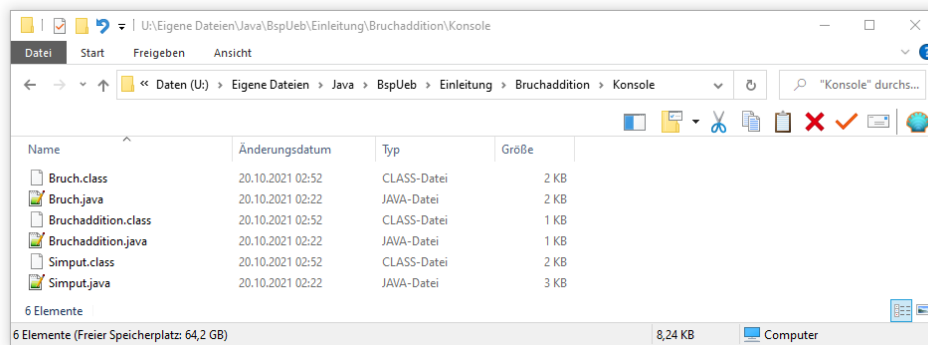 U:\Eigene Dateien\Java\BspUeb\Einleitung\Bruchaddition\Konsole
Datei Start Freigeben Ansicht
« Daten (U:) › Eigene Dateien › Java › BspUeb › Einleitung › Bruchaddition › Konsole "Konsole" durchs...
Name Änderungsdatum Typ Größe
Bruch.class 20.10.2021 02:52 CLASS-Datei 2 KB
Bruch.java 20.10.2021 02:22 JAVA-Datei 2 KB
Bruchaddition.class 20.10.2021 02:52 CLASS-Datei 1 KB
Bruchaddition.java 20.10.2021 02:22 JAVA-Datei 1 KB
Simput.class 20.10.2021 02:52 CLASS-Datei 2 KB
Simput.java 20.10.2021 02:22 JAVA-Datei 3 KB
6 Elemente
6 Elemente (Freier Speicherplatz: 64,2 GB) 8,24 KB Computer